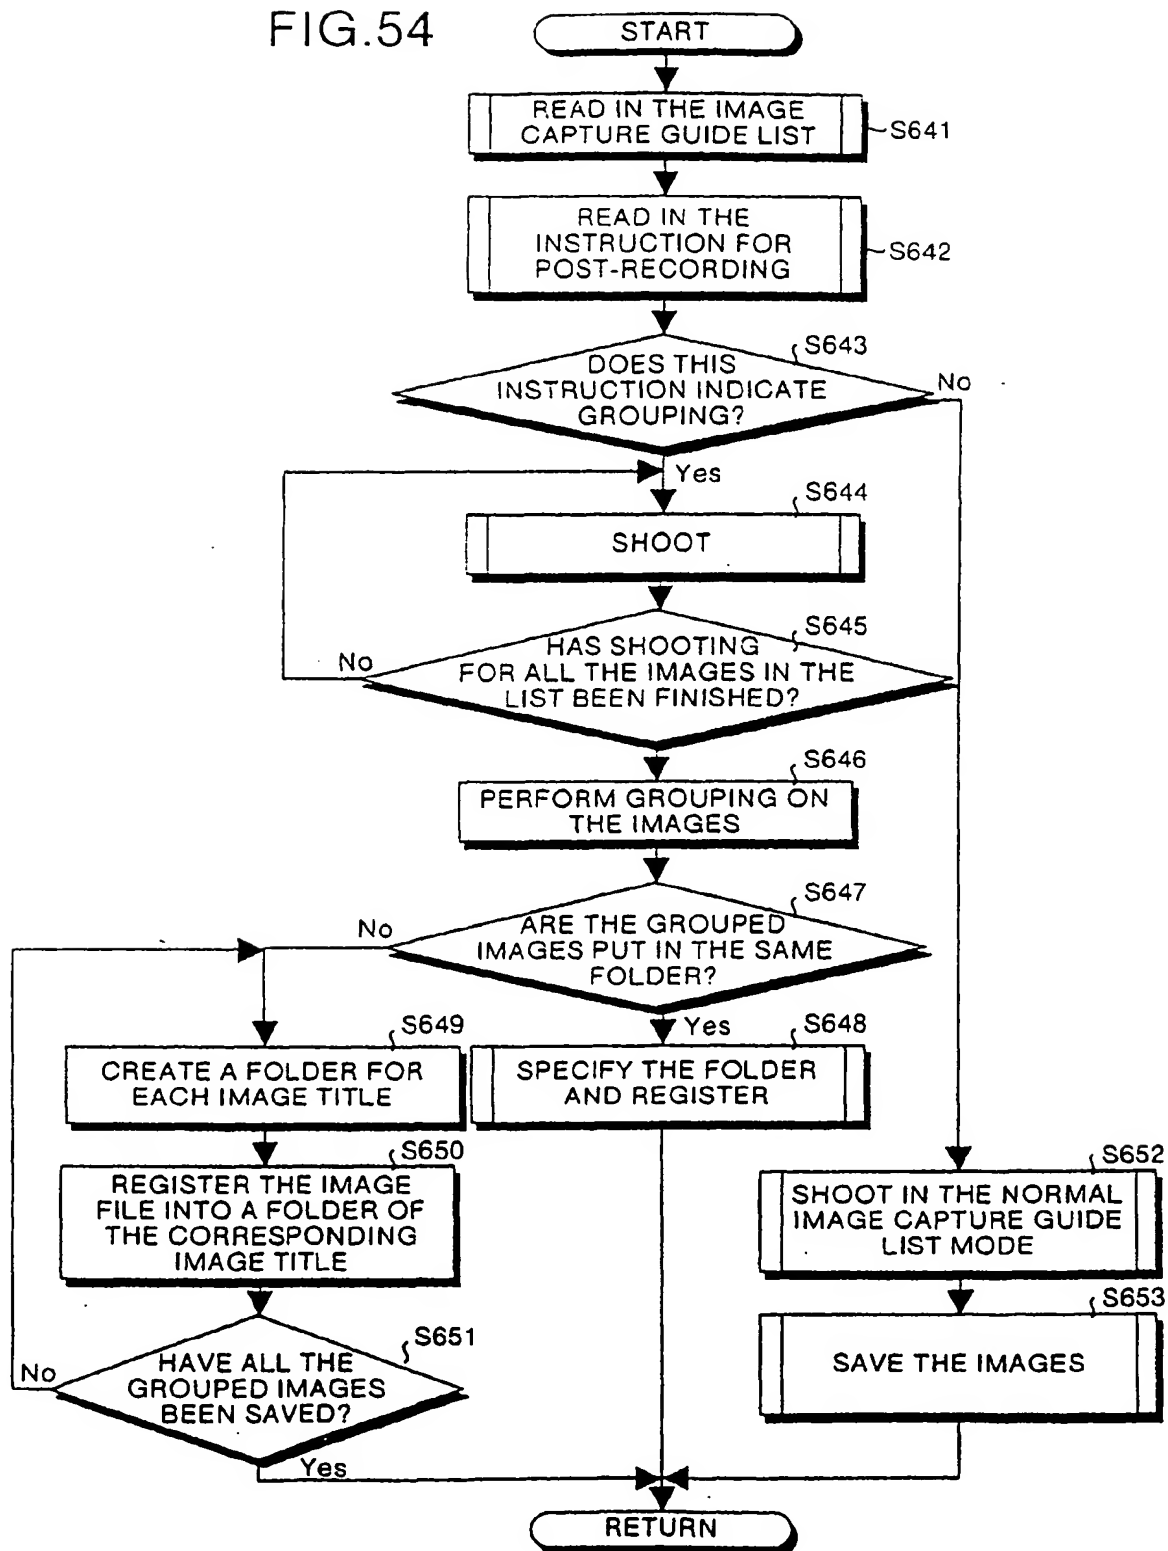 FIG.54
START
READ IN THE IMAGE
CAPTURE GUIDE LIST
S641
READ IN THE
INSTRUCTION FOR
POST-RECORDING
S642
S643
DOES THIS
INSTRUCTION INDICATE
GROUPING?
No
Yes
S644
SHOOT
S645
HAS SHOOTING
FOR ALL THE IMAGES IN THE
LIST BEEN FINISHED?
No
S646
PERFORM GROUPING ON
THE IMAGES
S647
ARE THE GROUPED
IMAGES PUT IN THE SAME
FOLDER?
No
Yes
S649
CREATE A FOLDER FOR
EACH IMAGE TITLE
S648
SPECIFY THE FOLDER
AND REGISTER
S650
REGISTER THE IMAGE
FILE INTO A FOLDER OF
THE CORRESPONDING
IMAGE TITLE
S652
SHOOT IN THE NORMAL
IMAGE CAPTURE GUIDE
LIST MODE
S651
HAVE ALL THE
GROUPED IMAGES
BEEN SAVED?
No
Yes
S653
SAVE THE IMAGES
RETURN